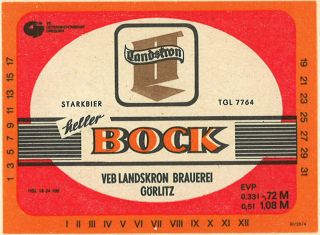 Landskron
STARKBIER
TGL 7764
heller
BOCK
VEB LANDSKRON BRAUEREI
GÖRLITZ
EVP
0,33l -,72 M
0,5l 1,08 M
1 3 5 7 9 11 13 15 17
19 21 23 25 27 29 31
I II III IV V VI VII VIII IX X XI XII